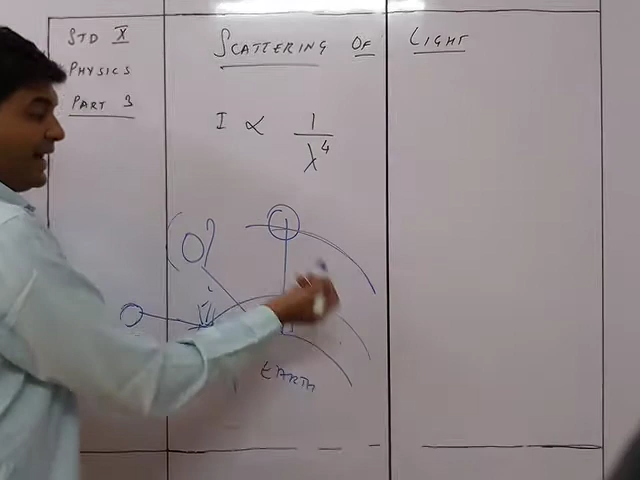 STD X
PHYSICS
PART 3
SCATTERING OF LIGHT
I ∝ 1/λ⁴
EARTH